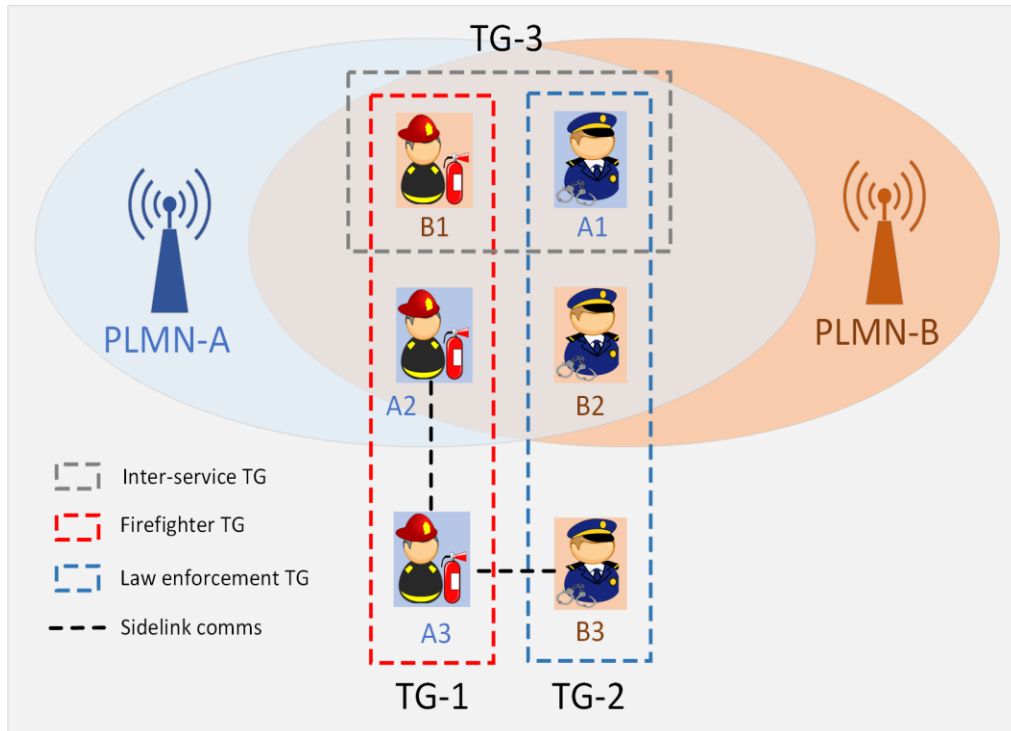 TG-3
B1
A1
PLMN-A
PLMN-B
A2
B2
Inter-service TG
Firefighter TG
Law enforcement TG
Sidelink comms
A3
B3
TG-1
TG-2